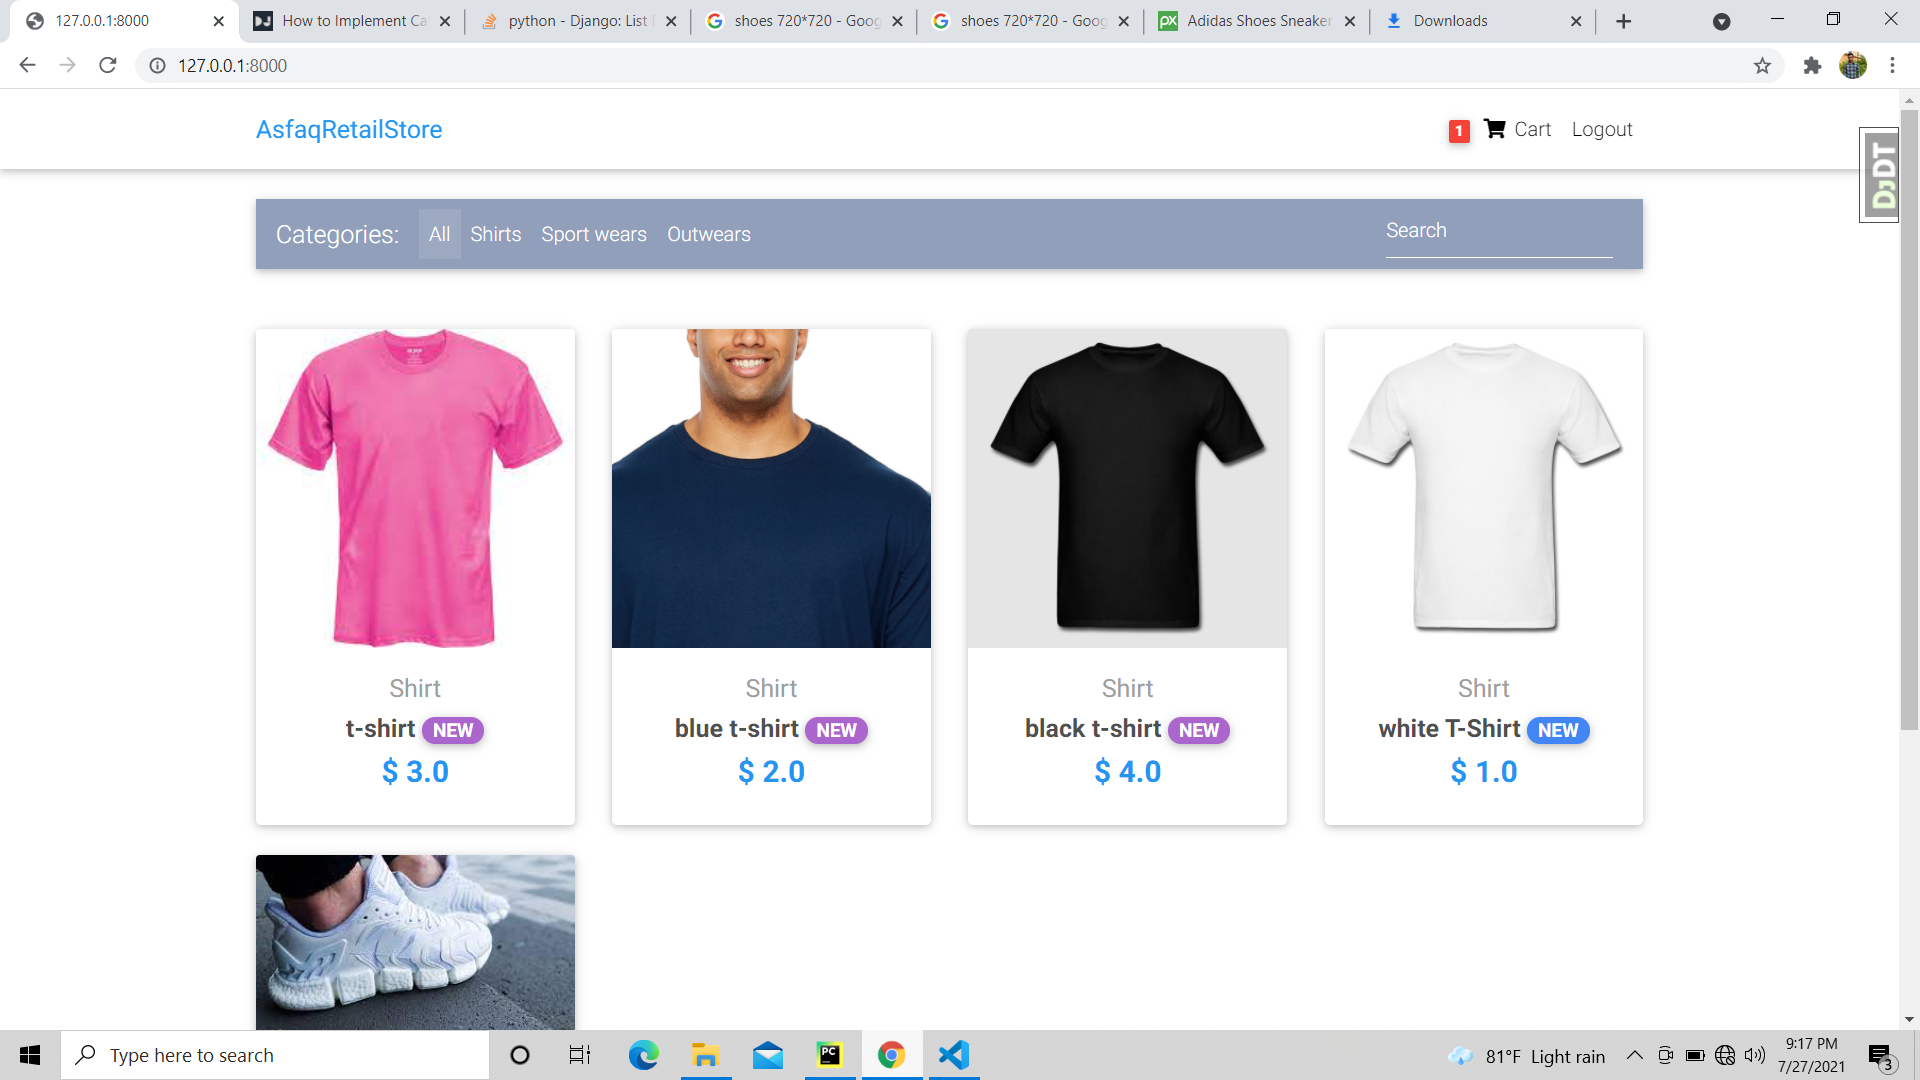 127.0.0.1:8000
How to Implement Ca
python - Django: List
shoes 720*720 - Goog
shoes 720*720 - Goog
Adidas Shoes Sneaker
Downloads
127.0.0.1:8000
AsfaqRetailStore
1 Cart Logout
DjDT
Categories: All Shirts Sport wears Outwears Search
Shirt
t-shirt NEW
$ 3.0
Shirt
blue t-shirt NEW
$ 2.0
Shirt
black t-shirt NEW
$ 4.0
Shirt
white T-Shirt NEW
$ 1.0
Type here to search
PC
81°F Light rain
9:17 PM
7/27/2021
3